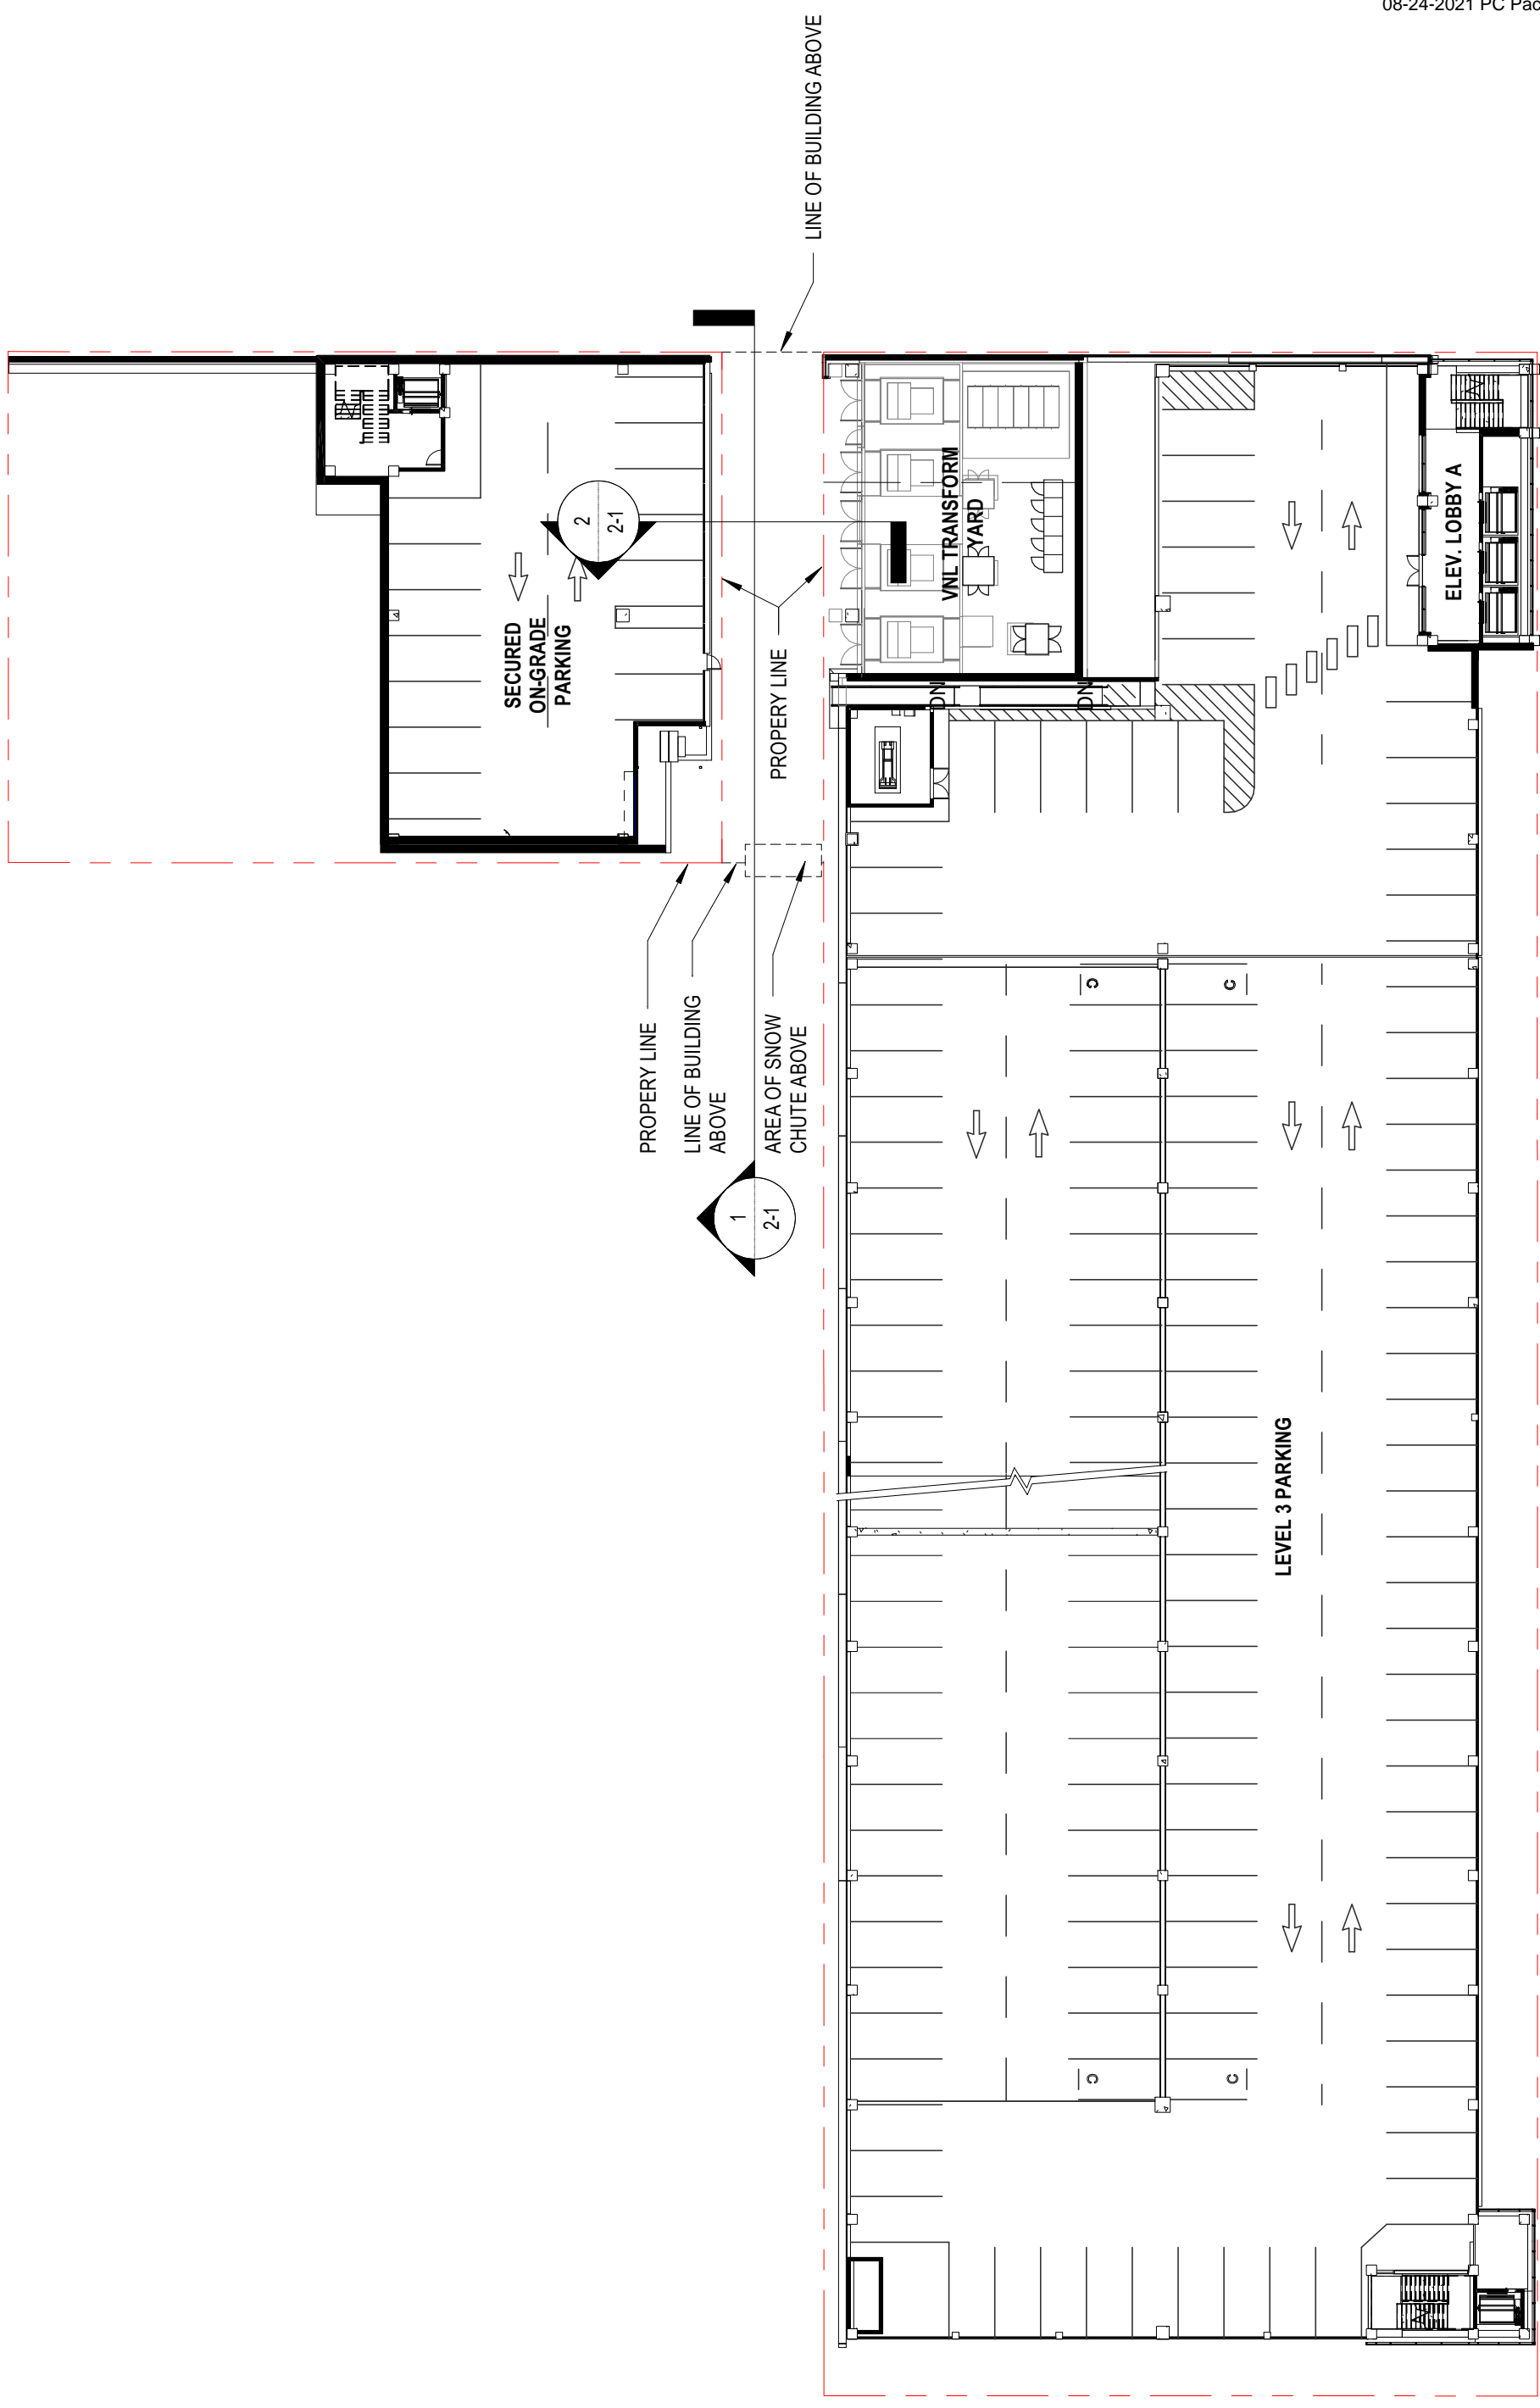 08-24-2021 PC Pac
LINE OF BUILDING ABOVE
SECURED
ON-GRADE
PARKING
2
2-1
PROPERY LINE
VNL TRANSFORM
YARD
ELEV. LOBBY A
DN
DN
PROPERY LINE
LINE OF BUILDING
ABOVE
AREA OF SNOW
CHUTE ABOVE
1
2-1
C
C
LEVEL 3 PARKING
C
C